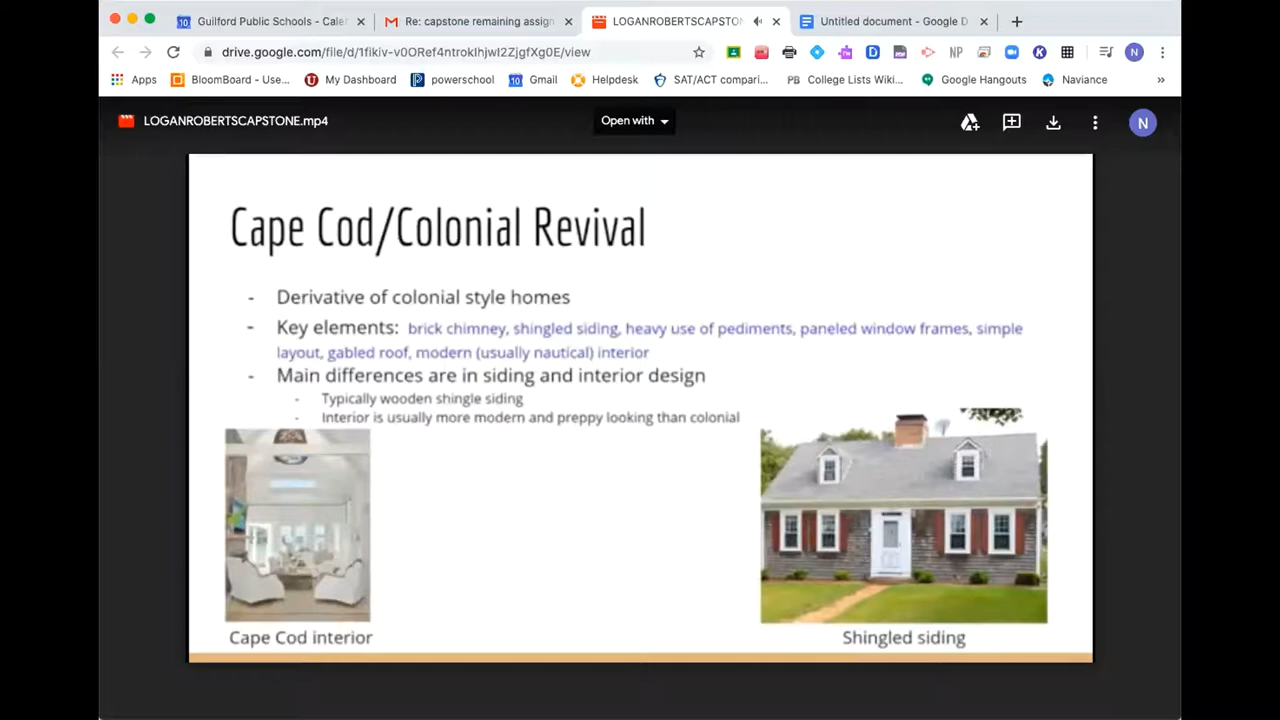 Guilford Public Schools - Caler
Re: capstone remaining assign
LOGANROBERTSCAPSTON
Untitled document - Google D
drive.google.com/file/d/1fikiv-v0ORef4ntrokIhjwI2ZjgfXg0E/view
NP
N
Apps
BloomBoard - Use...
My Dashboard
powerschool
Gmail
Helpdesk
SAT/ACT compari...
PB College Lists Wiki...
Google Hangouts
Naviance
»
LOGANROBERTSCAPSTONE.mp4
Open with
N
Cape Cod/Colonial Revival
- Derivative of colonial style homes
- Key elements: brick chimney, shingled siding, heavy use of pediments, paneled window frames, simple
layout, gabled roof, modern (usually nautical) interior
- Main differences are in siding and interior design
- Typically wooden shingle siding
- Interior is usually more modern and preppy looking than colonial
Cape Cod interior
Shingled siding